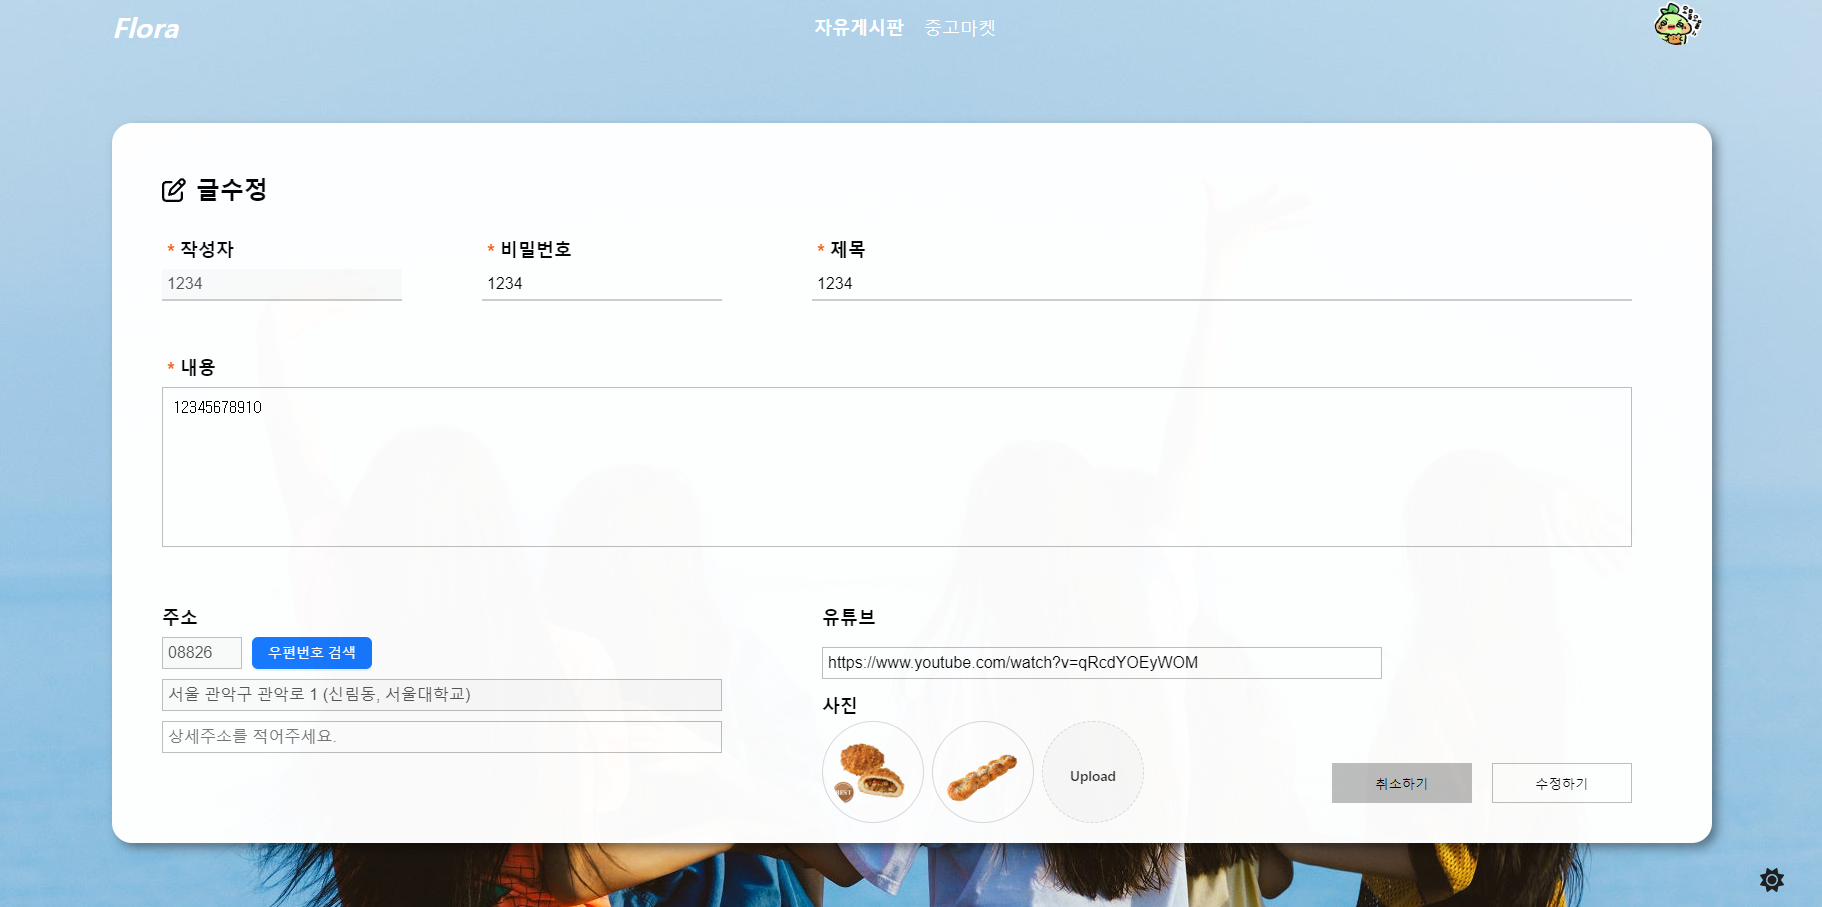 Flora
자유게시판 중고마켓
글수정
* 작성자 * 비밀번호 * 제목
1234 1234 1234
* 내용
12345678910
주소
08826 우편번호 검색
서울 관악구 관악로 1 (신림동, 서울대학교)
상세주소를 적어주세요.
유튜브
https://www.youtube.com/watch?v=qRcdYOEyWOM
사진
BEST
Upload
취소하기 수정하기